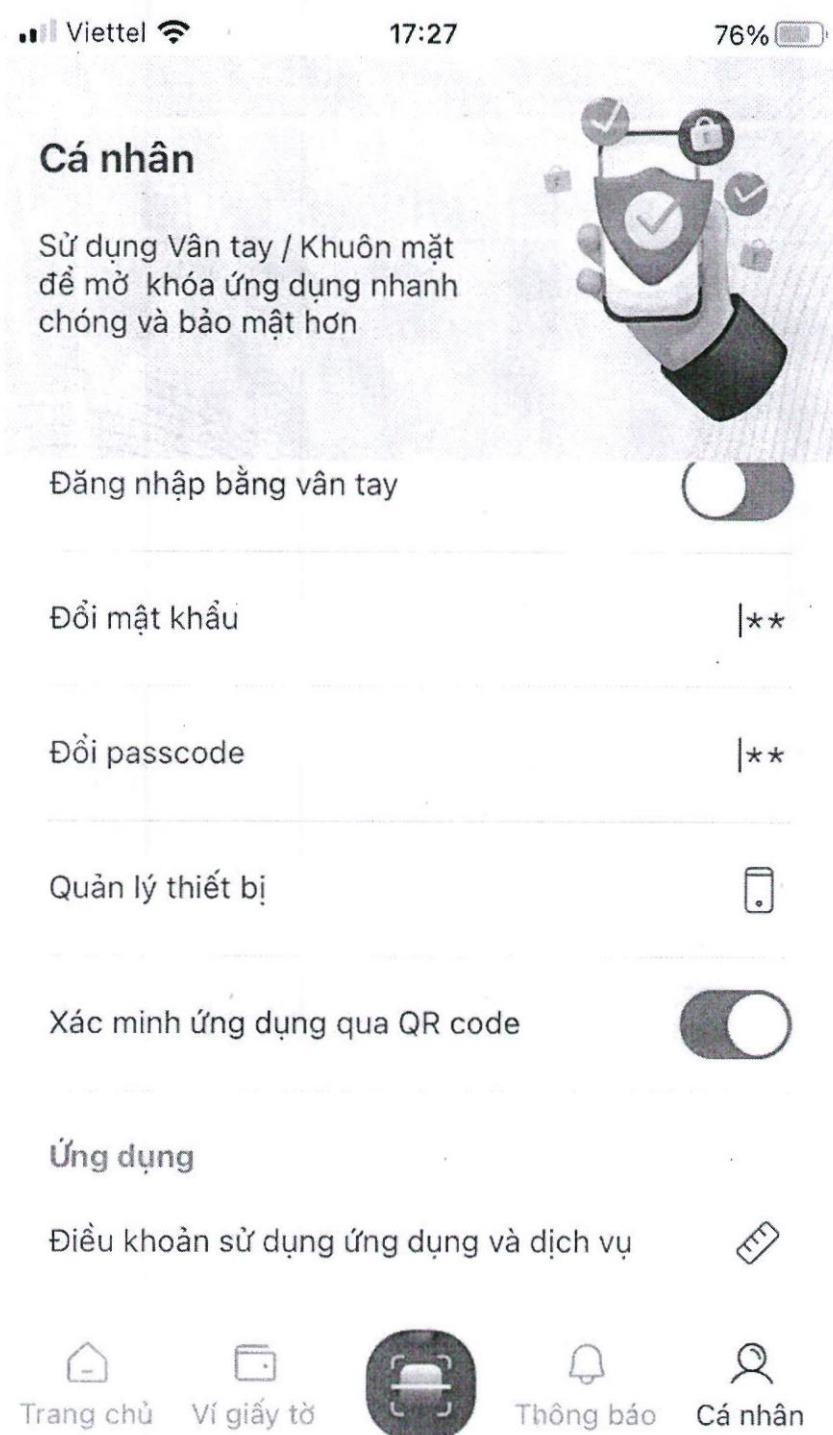 Viettel 17:27 76%
Cá nhân
Sử dụng Vân tay / Khuôn mặt
để mở khóa ứng dụng nhanh
chóng và bảo mật hơn
Đăng nhập bằng vân tay
Đổi mật khẩu |**
Đổi passcode |**
Quản lý thiết bị
Xác minh ứng dụng qua QR code
Ứng dụng
Điều khoản sử dụng ứng dụng và dịch vụ
Trang chủ Ví giấy tờ Thông báo Cá nhân